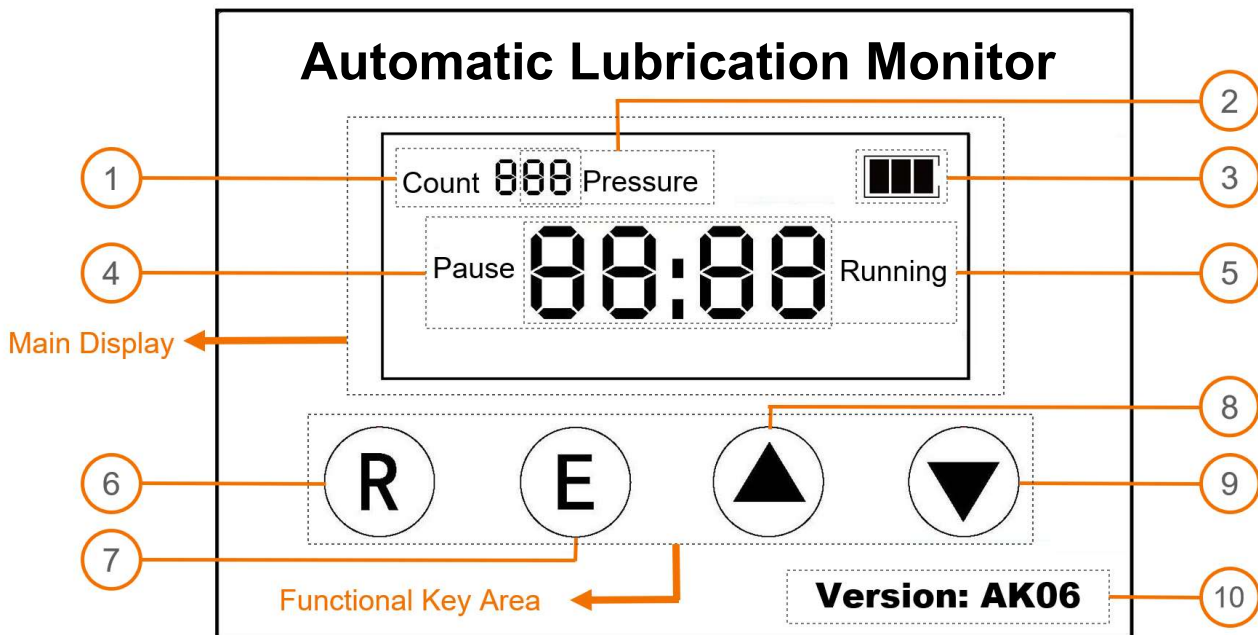 Automatic Lubrication Monitor
2
1
Count 888 Pressure
3
4
Pause 88:88 Running
5
Main Display
8
6
R E
9
7
Functional Key Area
Version: AK06
10